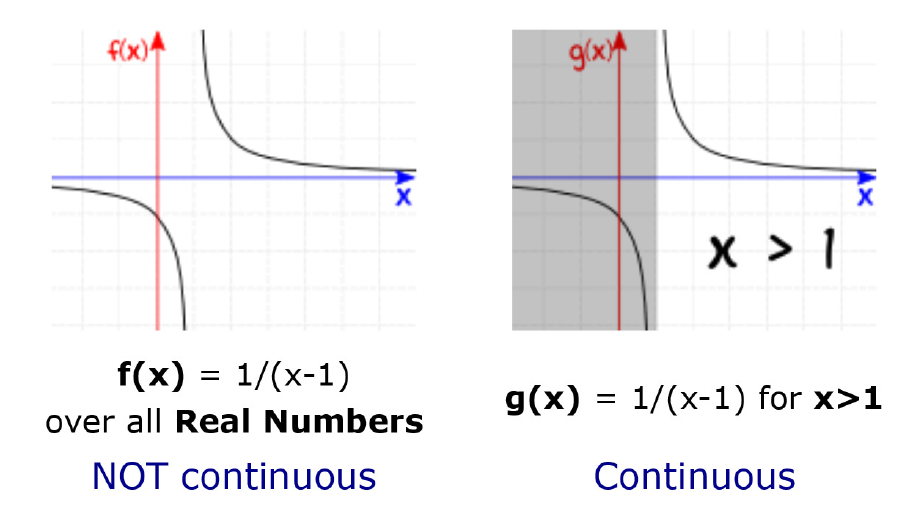 f(x)
x
f(x) = 1/(x-1)
over all Real Numbers
NOT continuous
g(x)
x
x > 1
g(x) = 1/(x-1) for x>1
Continuous